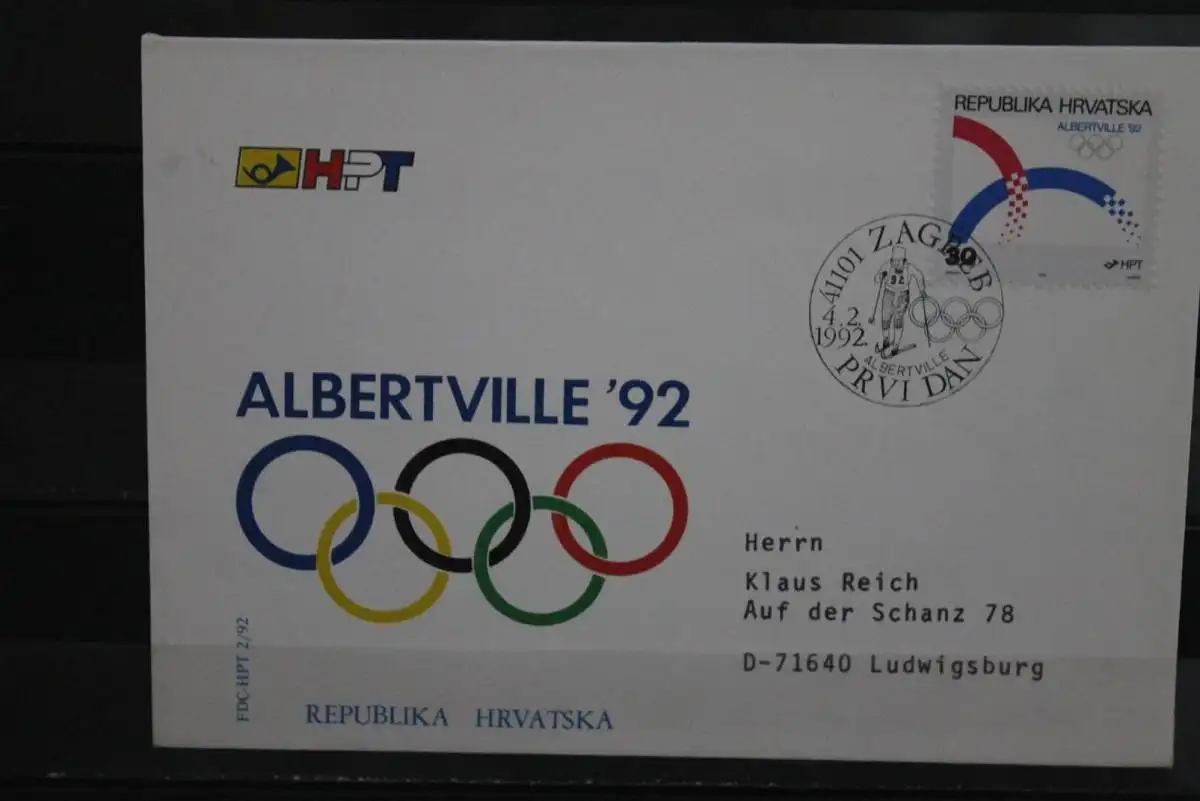 HPT
REPUBLIKA HRVATSKA
ALBERTVILLE '92
30
HPT
41101 ZAGREB
92
4.2.
1992.
ALBERTVILLE
PRVI DAN
ALBERTVILLE '92
Herrn
Klaus Reich
Auf der Schanz 78
D-71640 Ludwigsburg
FDC-HPT 2/92
REPUBLIKA HRVATSKA